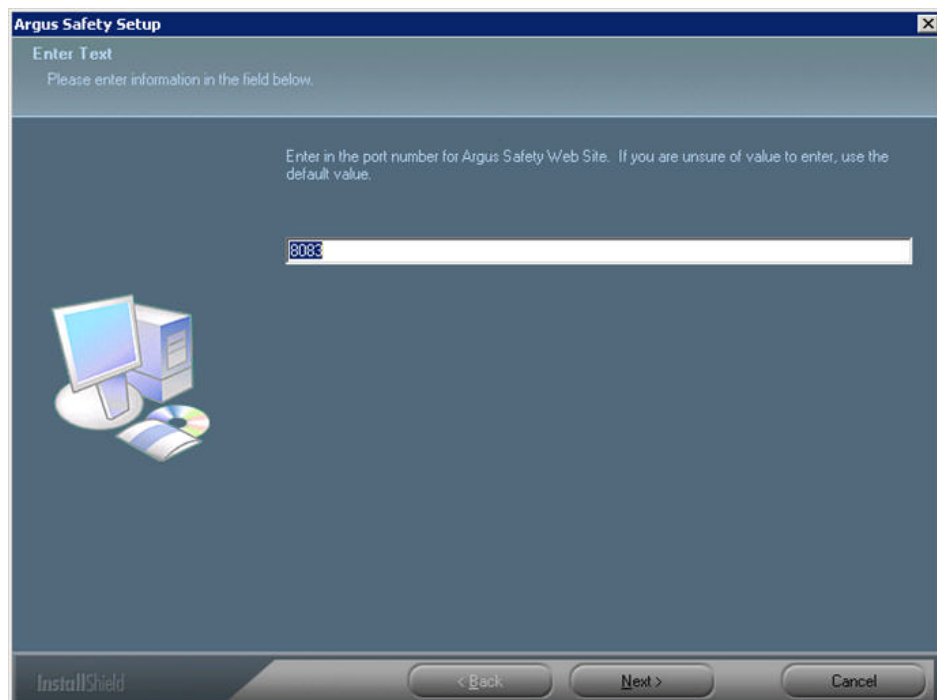 Argus Safety Setup
Enter Text
Please enter information in the field below.
Enter in the port number for Argus Safety Web Site. If you are unsure of value to enter, use the
default value.
8083
InstallShield
< Back
Next >
Cancel